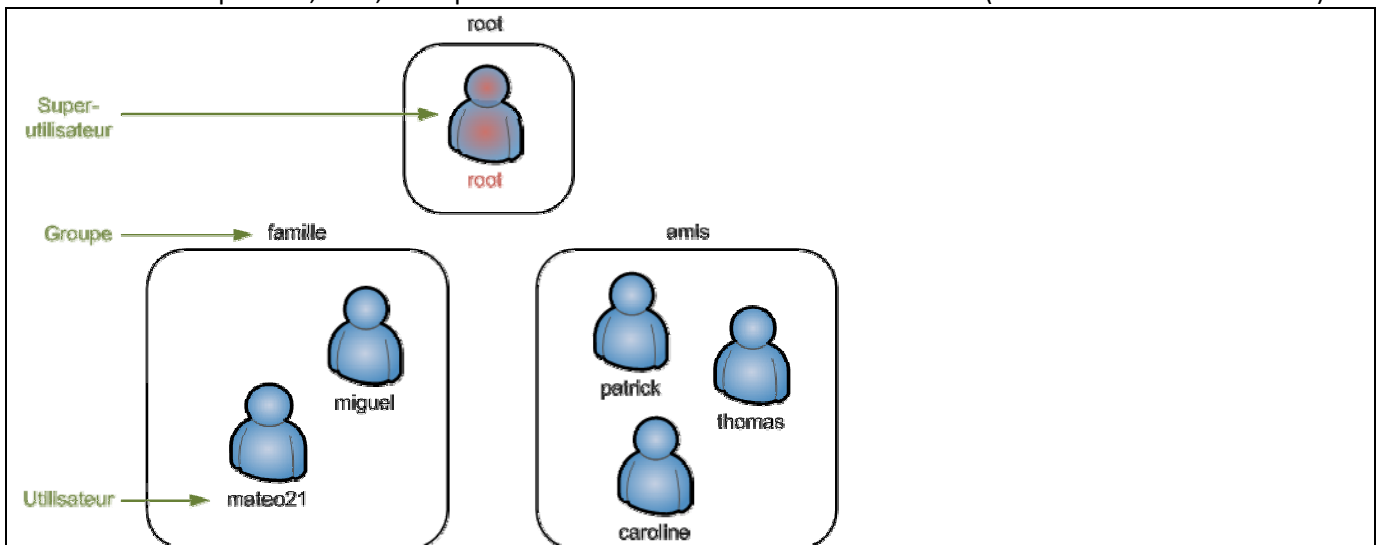 root
Super-
utilisateur
root
Groupe
famille
amis
miguel
patrick
thomas
Utilisateur
mateo21
caroline